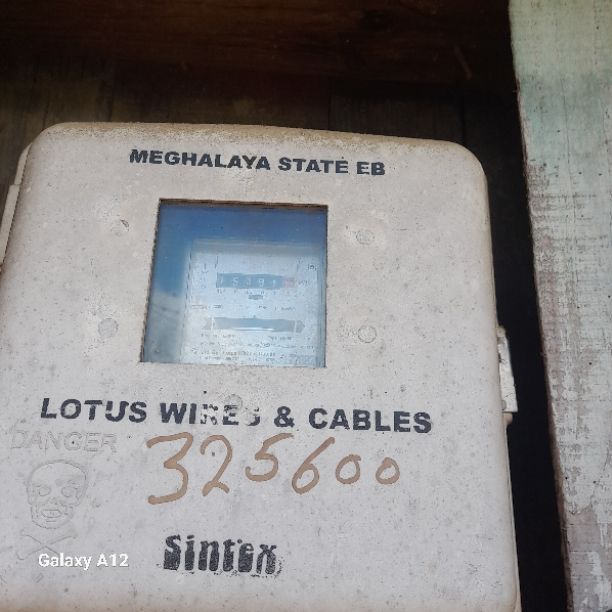 MEGHALAYA STATE EB
LOTUS WIRES & CABLES
DANGER
325600
Sintex
Galaxy A12